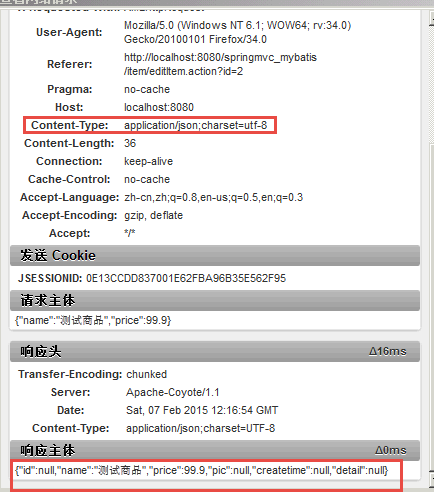 User-Agent: Mozilla/5.0 (Windows NT 6.1; WOW64; rv:34.0)
Gecko/20100101 Firefox/34.0
Referer: http://localhost:8080/springmvc_mybatis
/item/editItem.action?id=2
Pragma: no-cache
Host: localhost:8080
Content-Type: application/json;charset=utf-8
Content-Length: 36
Connection: keep-alive
Cache-Control: no-cache
Accept-Language: zh-cn,zh;q=0.8,en-us;q=0.5,en;q=0.3
Accept-Encoding: gzip, deflate
Accept: */*
发送 Cookie
JSESSIONID: 0E13CCDD837001E62FBA96B35E562F95
请求主体
{"name":"测试商品","price":99.9}
响应头 Δ16ms
Transfer-Encoding: chunked
Server: Apache-Coyote/1.1
Date: Sat, 07 Feb 2015 12:16:54 GMT
Content-Type: application/json;charset=UTF-8
响应主体 Δ0ms
{"id":null,"name":"测试商品","price":99.9,"pic":null,"createtime":null,"detail":null}